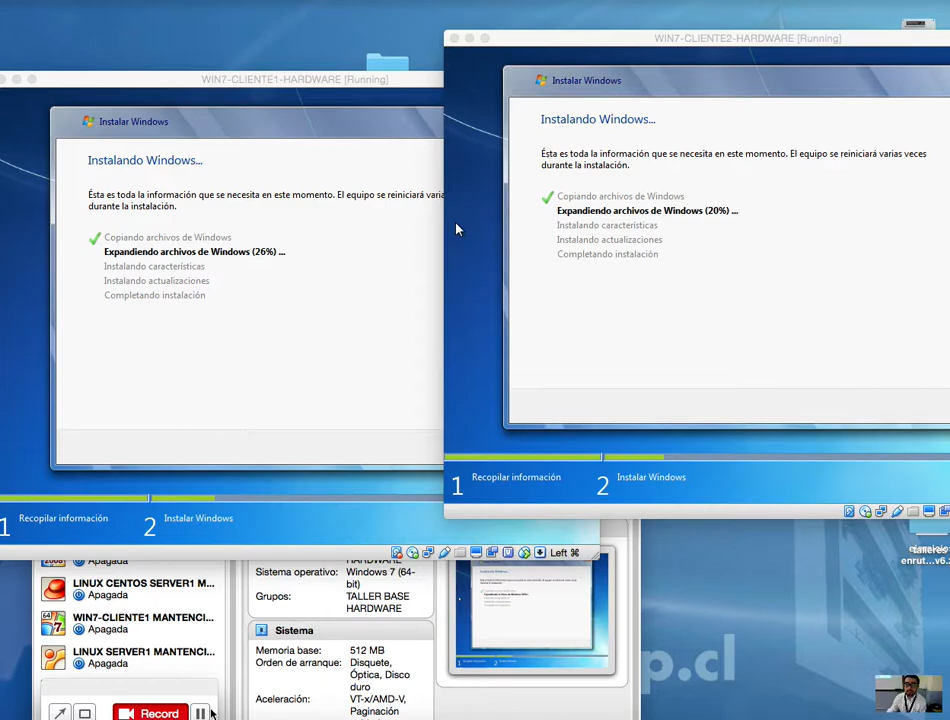 WIN7-CLIENTE1-HARDWARE [Running]
Instalar Windows
Instalando Windows...
Ésta es toda la información que se necesita en este momento. El equipo se reiniciará
durante la instalación.
Copiando archivos de Windows
Expandiendo archivos de Windows (26%) ...
Instalando características
Instalando actualizaciones
Completando instalación
1 Recopilar información
2 Instalar Windows
Left ⌘
WIN7-CLIENTE2-HARDWARE [Running]
Instalar Windows
Instalando Windows...
Ésta es toda la información que se necesita en este momento. El equipo se reiniciará varias veces
durante la instalación.
Copiando archivos de Windows
Expandiendo archivos de Windows (20%) ...
Instalando características
Instalando actualizaciones
Completando instalación
1 Recopilar información
2 Instalar Windows
Apagada
LINUX CENTOS SERVER1 M...
Apagada
WIN7-CLIENTE1 MANTENCI...
Apagada
LINUX SERVER1 MANTENCI...
Apagada
Record
HARDWARE
Sistema operativo: Windows 7 (64-
bit)
Grupos: TALLER BASE
HARDWARE
Sistema
Memoria base: 512 MB
Orden de arranque: Disquete,
Óptica, Disco
duro
Aceleración: VT-x/AMD-V,
Paginación
p.cl
talleres
enrut...v6.